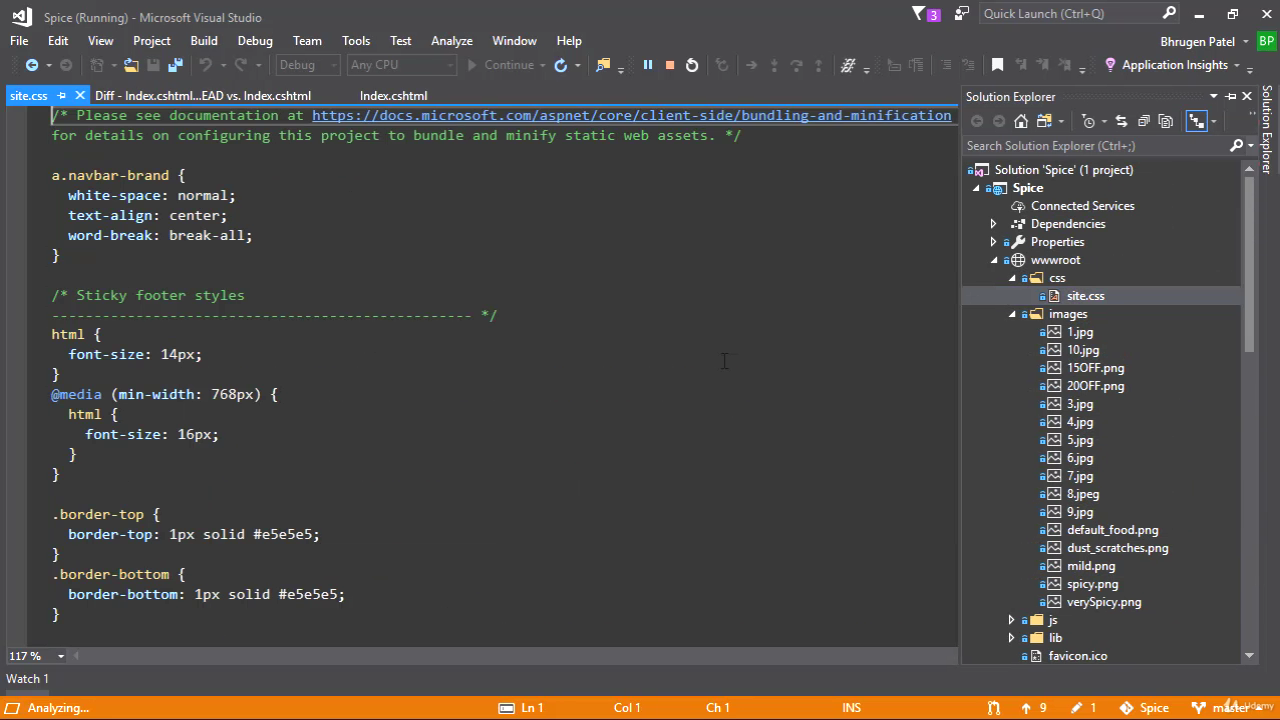 Spice (Running) - Microsoft Visual Studio
3
Quick Launch (Ctrl+Q)
File Edit View Project Build Debug Team Tools Test Analyze Window Help
Bhrugen Patel BP
Debug Any CPU Continue Application Insights
site.css Diff - Index.cshtml...EAD vs. Index.cshtml Index.cshtml
/* Please see documentation at https://docs.microsoft.com/aspnet/core/client-side/bundling-and-minification
for details on configuring this project to bundle and minify static web assets. */
a.navbar-brand {
white-space: normal;
text-align: center;
word-break: break-all;
}
/* Sticky footer styles
-------------------------------------------------- */
html {
font-size: 14px;
}
@media (min-width: 768px) {
html {
font-size: 16px;
}
}
.border-top {
border-top: 1px solid #e5e5e5;
}
.border-bottom {
border-bottom: 1px solid #e5e5e5;
}
117 %
Watch 1
Solution Explorer
Search Solution Explorer (Ctrl+;)
Solution 'Spice' (1 project)
Spice
Connected Services
Dependencies
Properties
wwwroot
css
site.css
images
1.jpg
10.jpg
15OFF.png
20OFF.png
3.jpg
4.jpg
5.jpg
6.jpg
7.jpg
8.jpeg
9.jpg
default_food.png
dust_scratches.png
mild.png
spicy.png
verySpicy.png
js
lib
favicon.ico
Solution Explorer
Analyzing... Ln 1 Col 1 Ch 1 INS 9 1 Spice master
Udemy